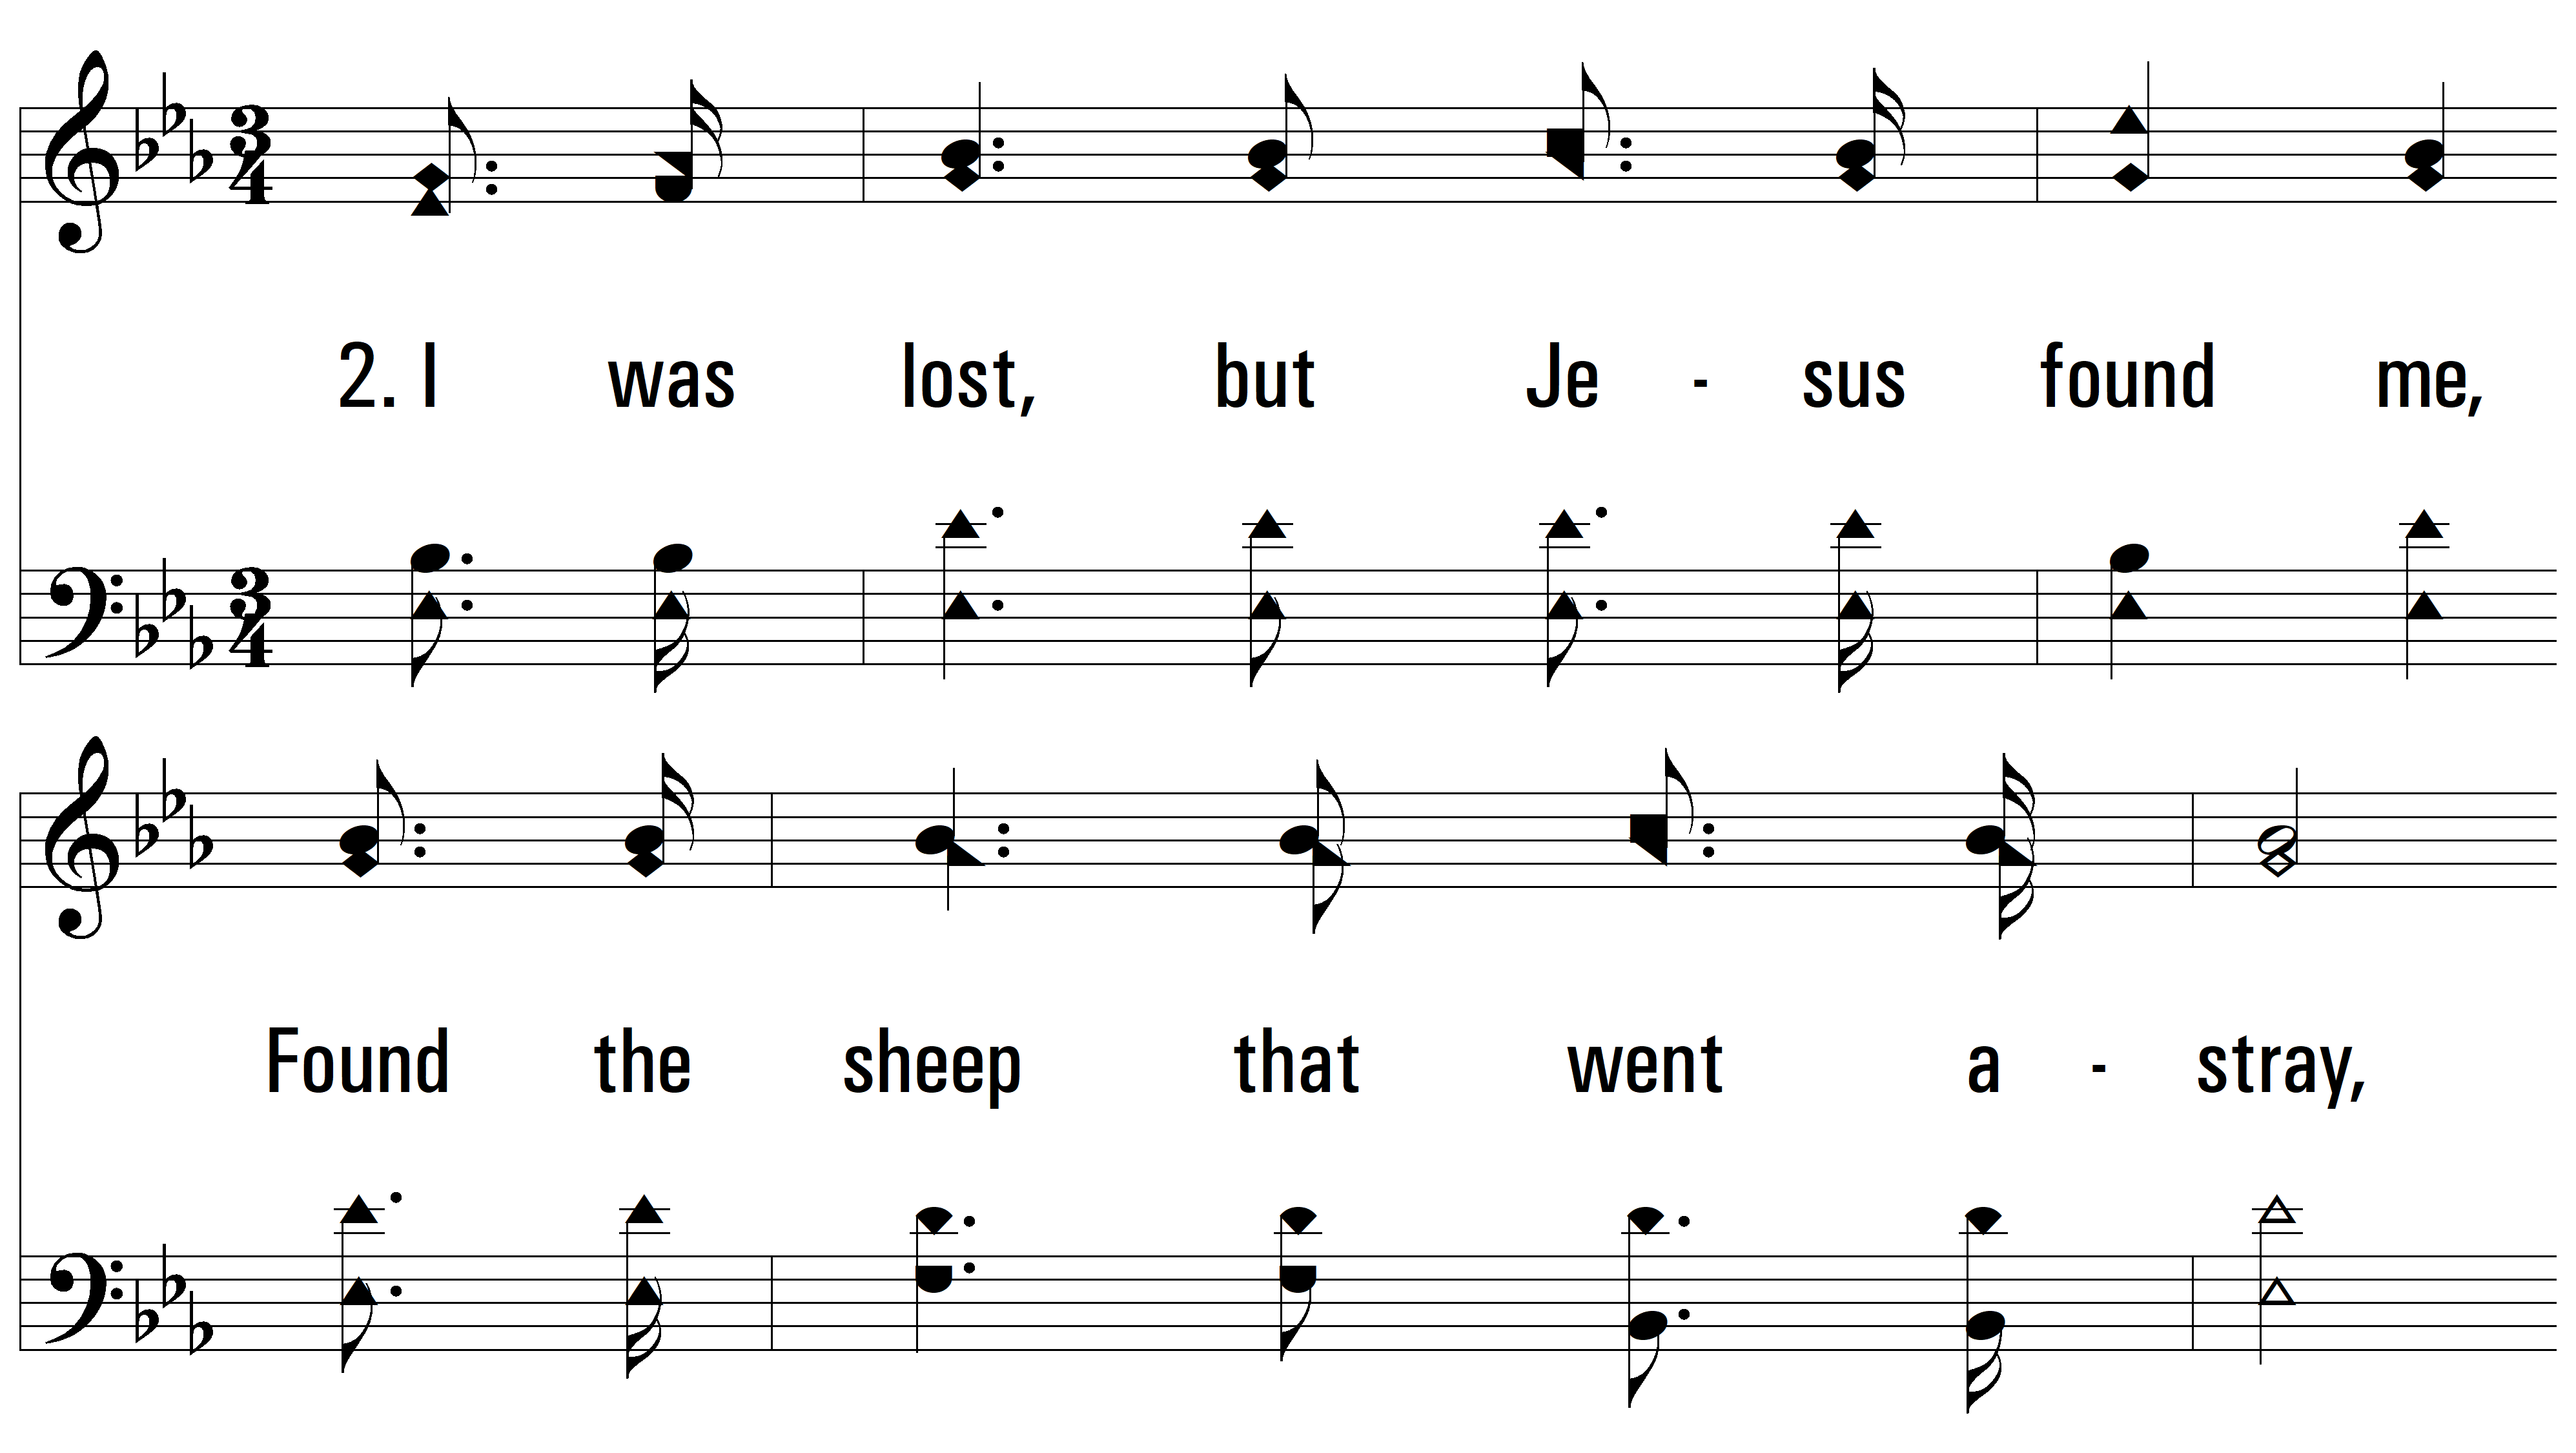 2. I was lost, but Je - sus found me,
Found the sheep that went a - stray,